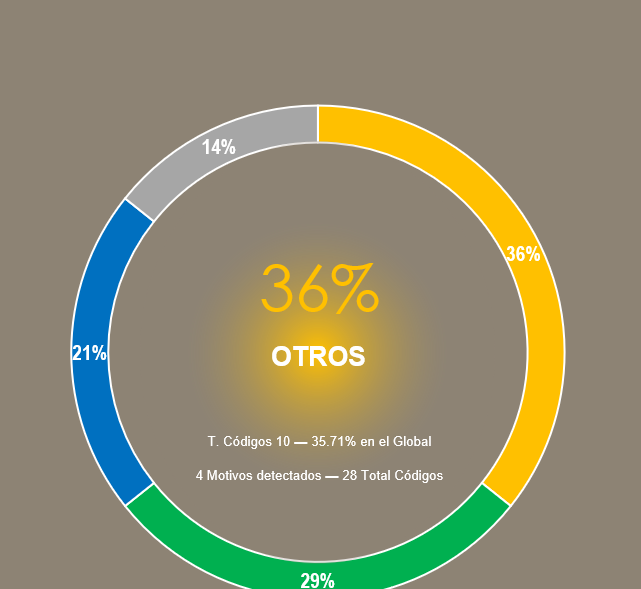 14%
36%
36%
OTROS
21%
T. Códigos 10 — 35.71% en el Global
4 Motivos detectados — 28 Total Códigos
29%